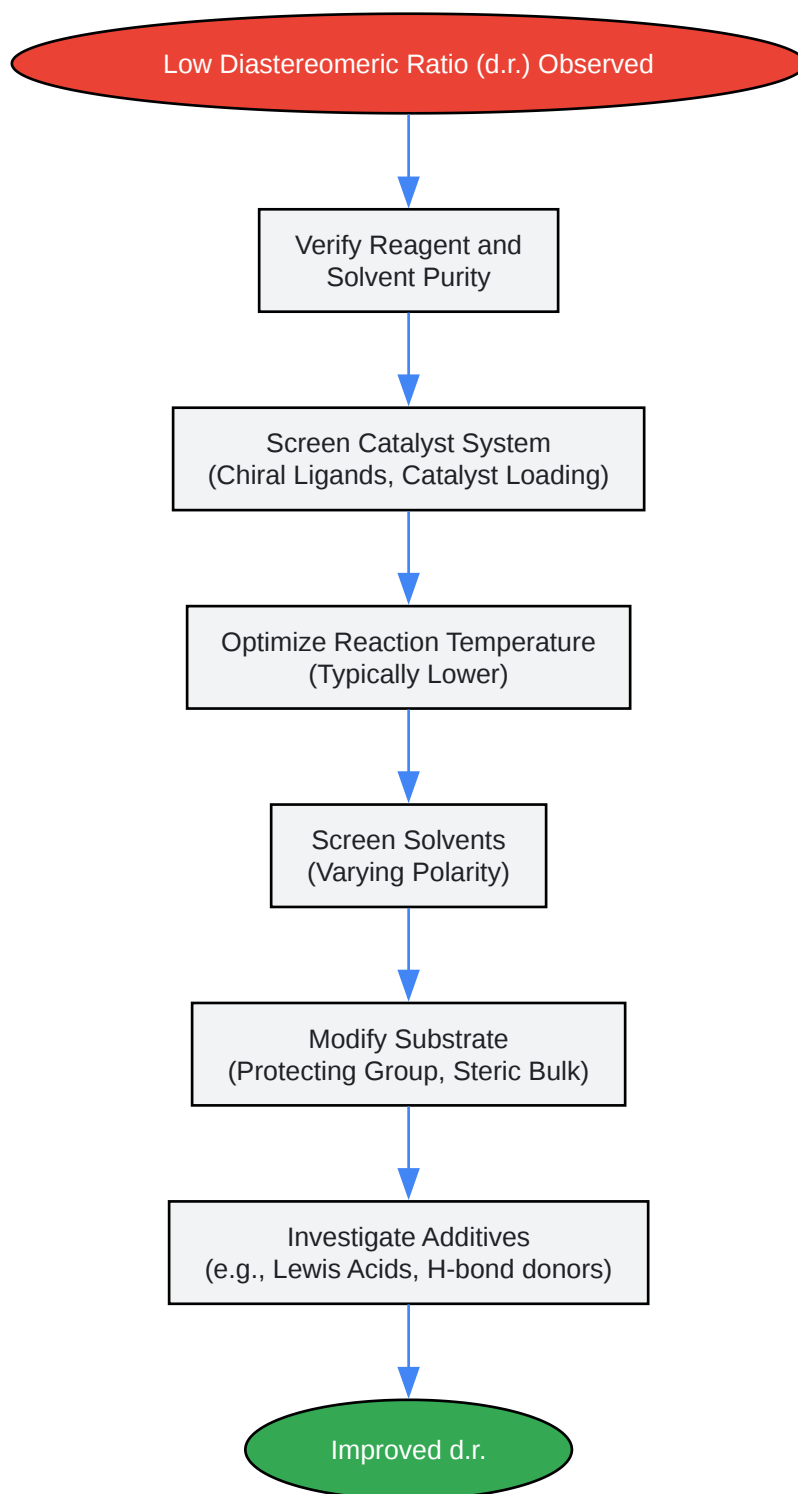 Low Diastereomeric Ratio (d.r.) Observed
Verify Reagent and
Solvent Purity
Screen Catalyst System
(Chiral Ligands, Catalyst Loading)
Optimize Reaction Temperature
(Typically Lower)
Screen Solvents
(Varying Polarity)
Modify Substrate
(Protecting Group, Steric Bulk)
Investigate Additives
(e.g., Lewis Acids, H-bond donors)
Improved d.r.